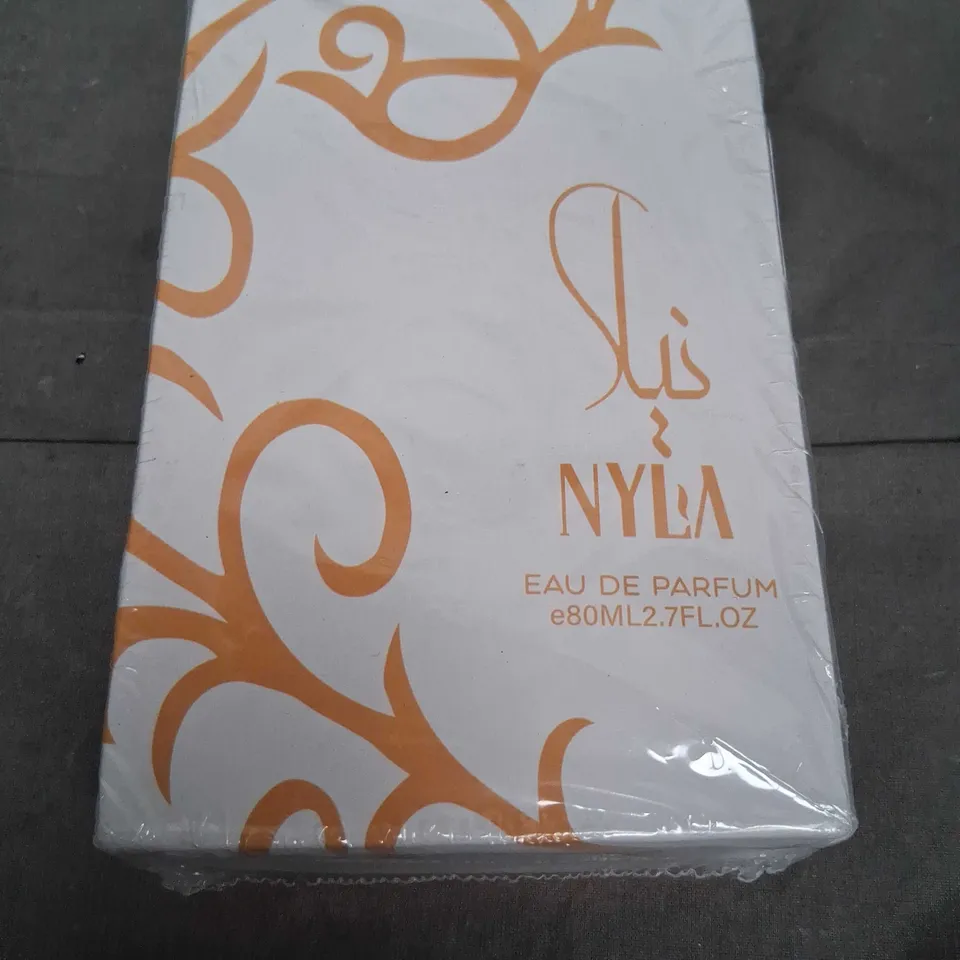 نيلا
NYLA
EAU DE PARFUM
e80ML2.7FL.OZ